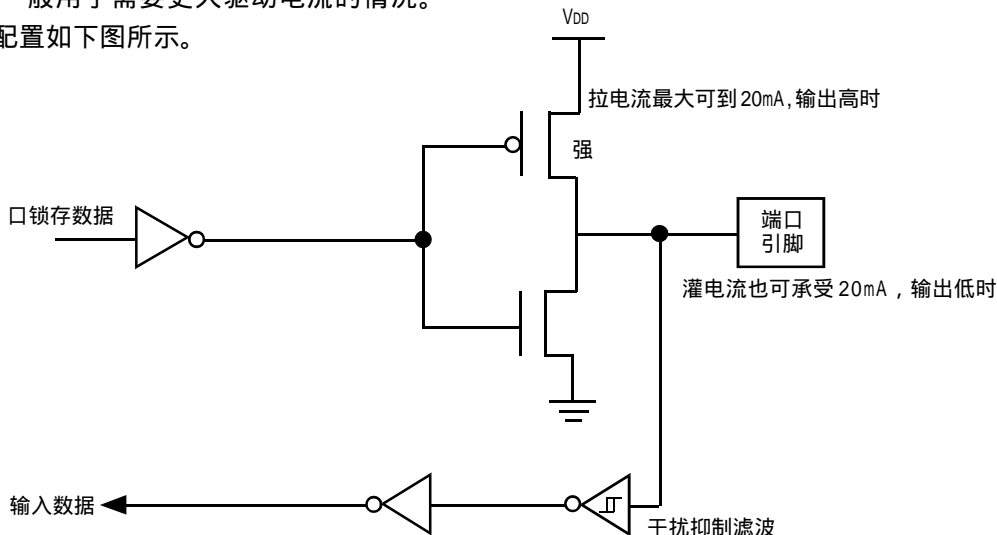 一般用于需要更大驱动电流的情况。
配置如下图所示。
VDD
拉电流最大可到20mA,输出高时
强
口锁存数据
端口
引脚
灌电流也可承受20mA,输出低时
输入数据
干扰抑制滤波